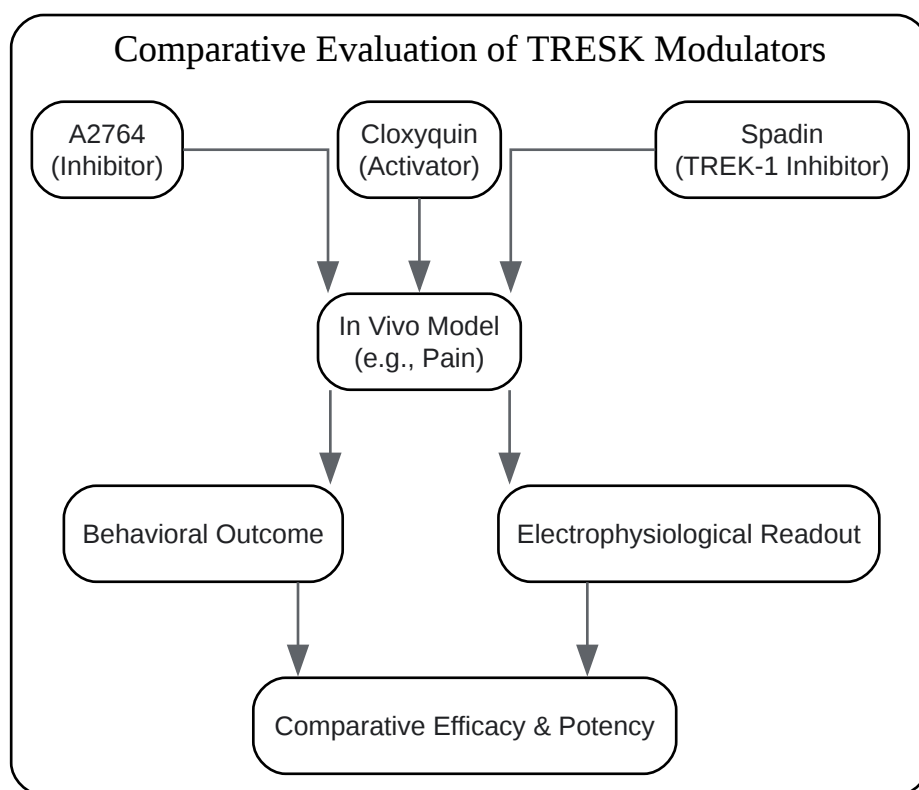 Comparative Evaluation of TRESK Modulators
A2764
(Inhibitor)
Cloxyquin
(Activator)
Spadin
(TREK-1 Inhibitor)
In Vivo Model
(e.g., Pain)
Behavioral Outcome
Electrophysiological Readout
Comparative Efficacy & Potency